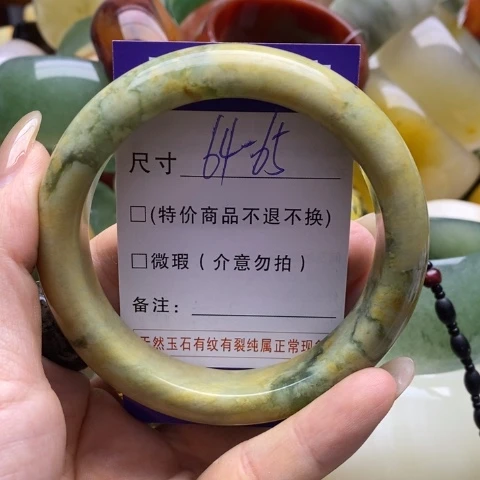 尺寸 64-65
□(特价商品不退不换)
□微瑕(介意勿拍)
备注:
天然玉石有纹有裂纯属正常现